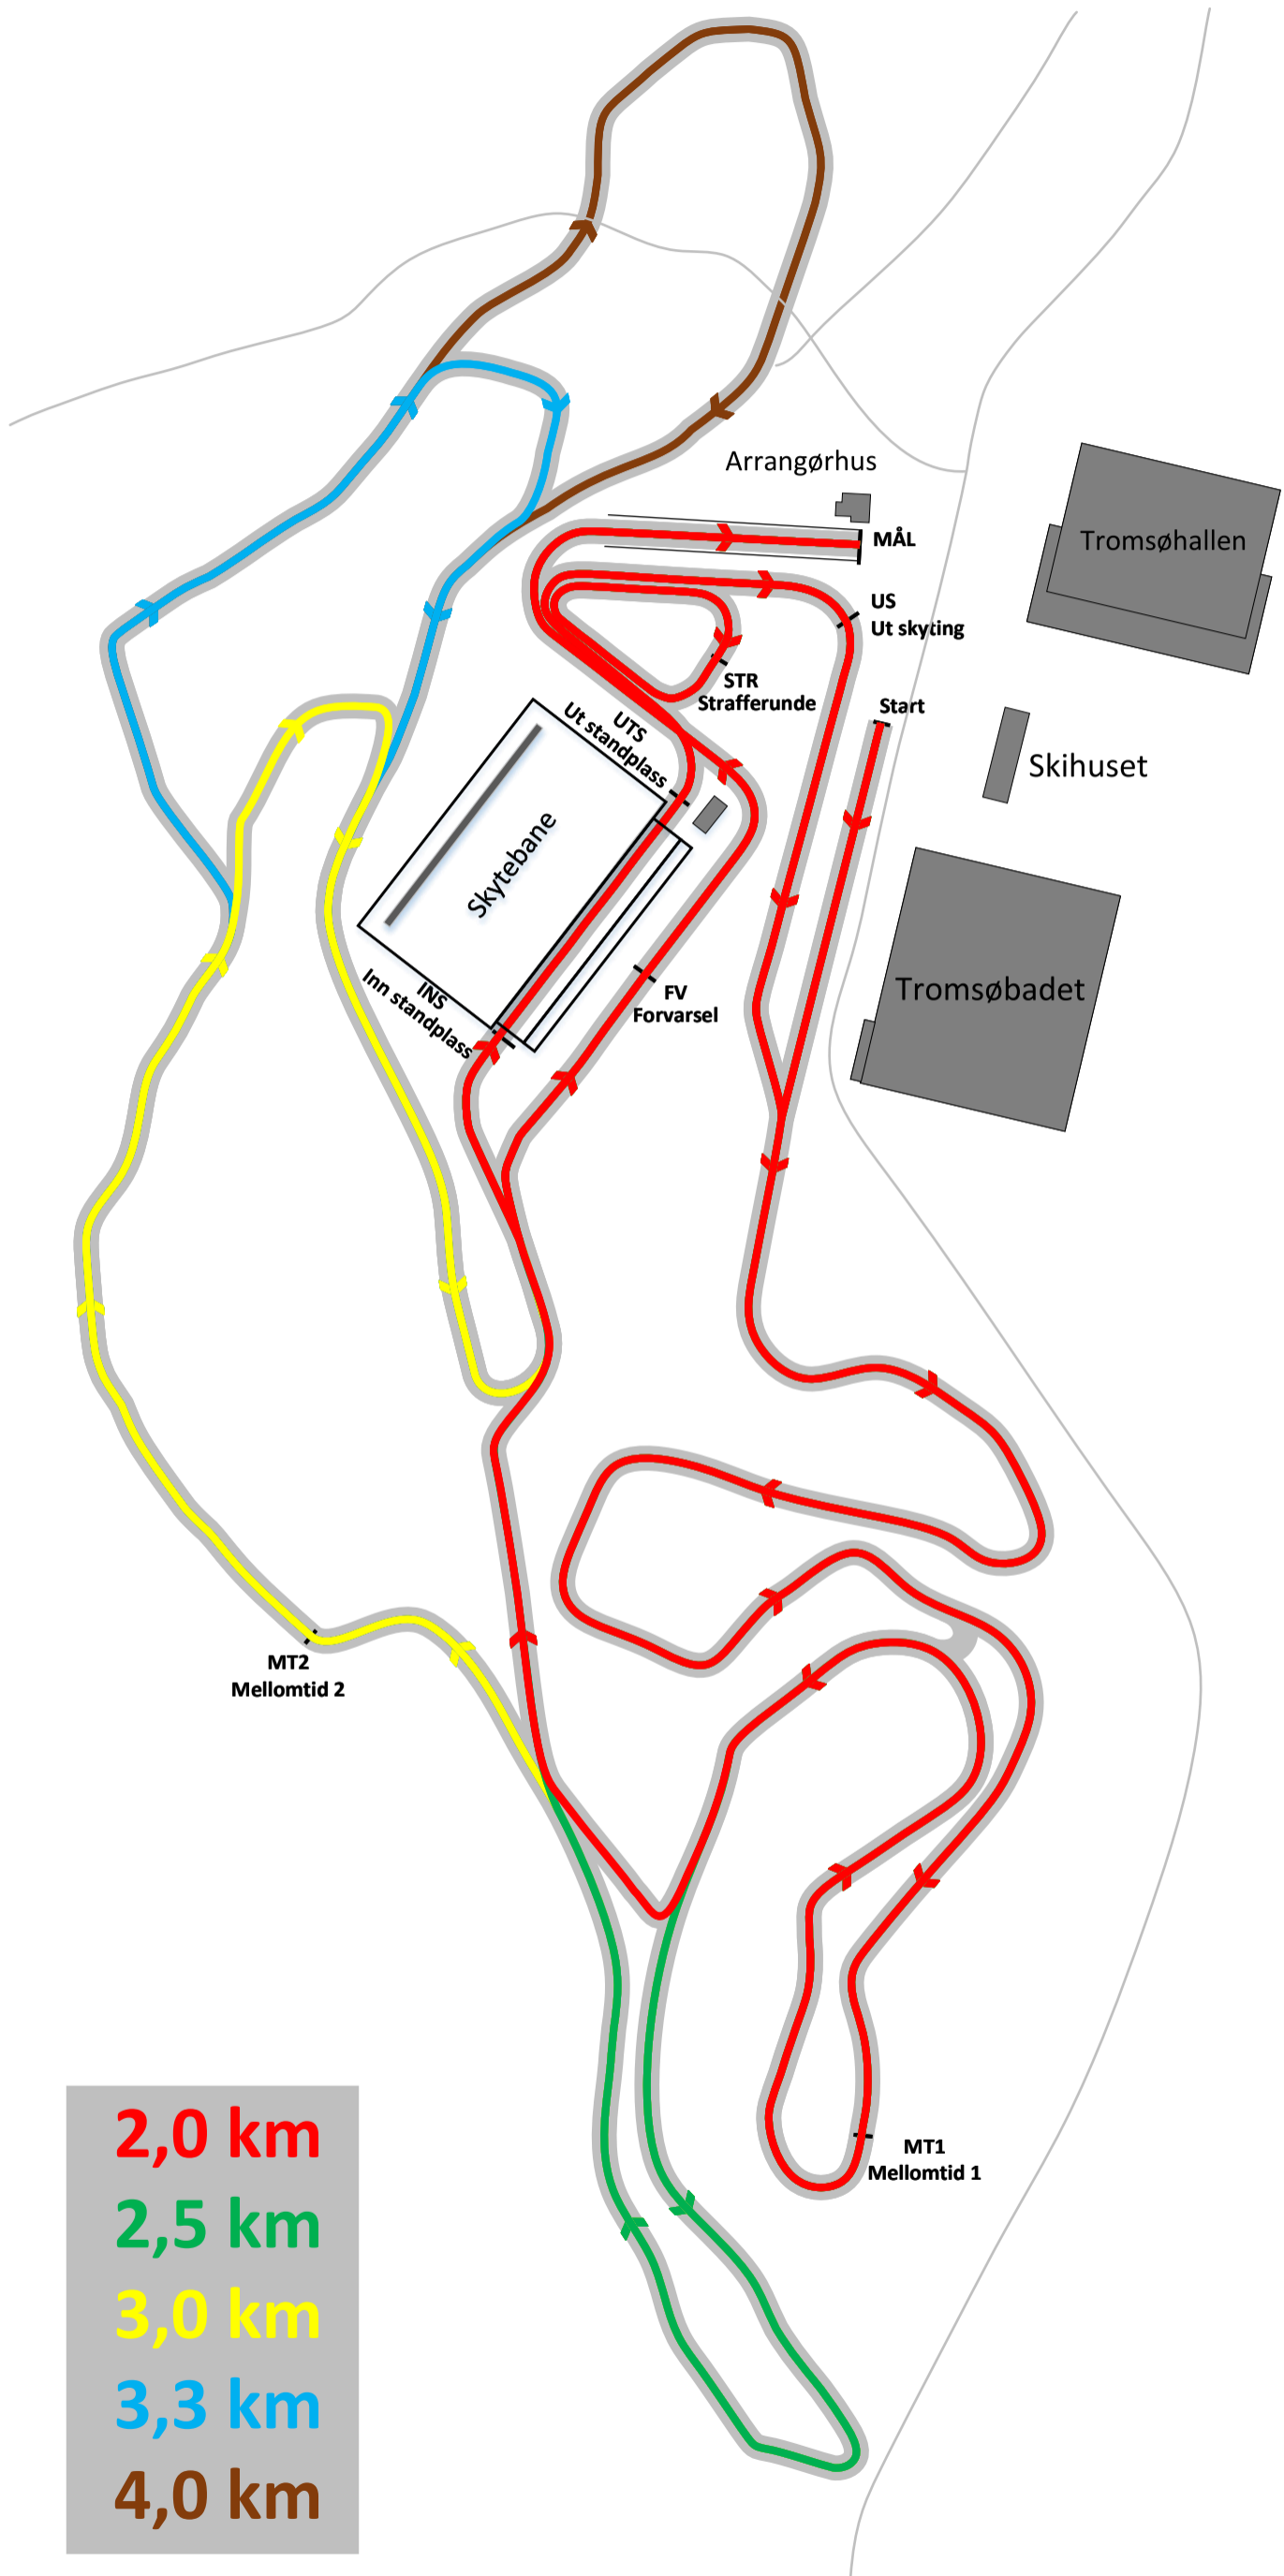 Arrangørhus
MÅL
Tromsøhallen
US
Ut skyting
STR
Strafferunde
Start
UTS
Ut standplass
Skihuset
Skytebane
Tromsøbadet
INS
Inn standplass
FV
Forvarsel
MT2
Mellomtid 2
MT1
Mellomtid 1
2,0 km
2,5 km
3,0 km
3,3 km
4,0 km